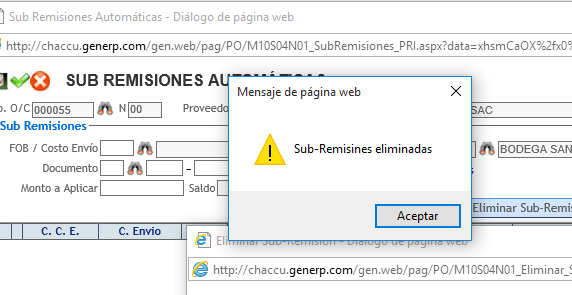 Sub Remisiones Automáticas - Diálogo de página web
http://chaccu.generp.com/gen.web/pag/PO/M10S04N01_SubRemisiones_PRI.aspx?data=xhsmCaOX%2fx0%
SUB REMISIONES AUTOMÁTICAS
o. O/C 000055 N 00 Proveedo SAC
Sub Remisiones
FOB / Costo Envío BODEGA SAN
Documento –
Monto a Aplicar Saldo
Eliminar Sub-Remis
C. C. E. C. Envio
Mensaje de página web
Sub-Remisines eliminadas
Aceptar
Eliminar Sub-Remision - Diálogo de página web
http://chaccu.generp.com/gen.web/pag/PO/M10S04N01_Eliminar_S